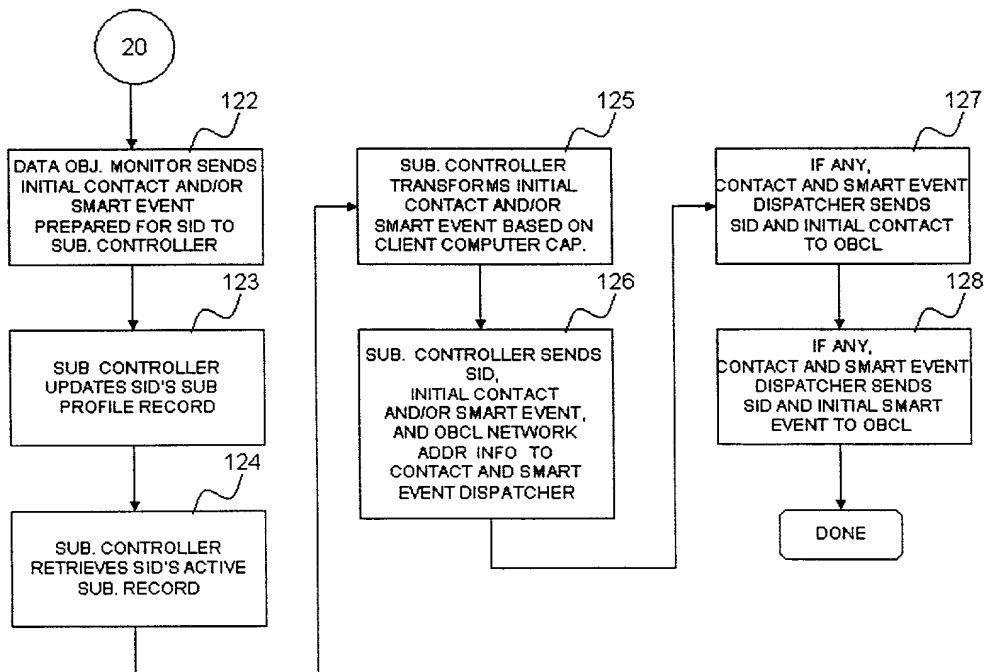 20
122
DATA OBJ. MONITOR SENDS
INITIAL CONTACT AND/OR
SMART EVENT
PREPARED FOR SID TO
SUB. CONTROLLER
123
SUB CONTROLLER
UPDATES SID'S SUB
PROFILE RECORD
124
SUB. CONTROLLER
RETRIEVES SID'S ACTIVE
SUB. RECORD
125
SUB. CONTROLLER
TRANSFORMS INITIAL
CONTACT AND/OR
SMART EVENT BASED ON
CLIENT COMPUTER CAP.
126
SUB. CONTROLLER SENDS
SID,
INITIAL CONTACT
AND/OR SMART EVENT,
AND OBCL NETWORK
ADDR INFO TO
CONTACT AND SMART
EVENT DISPATCHER
127
IF ANY,
CONTACT AND SMART EVENT
DISPATCHER SENDS
SID AND INITIAL CONTACT
TO OBCL
128
IF ANY,
CONTACT AND SMART EVENT
DISPATCHER SENDS
SID AND INITIAL SMART
EVENT TO OBCL
DONE